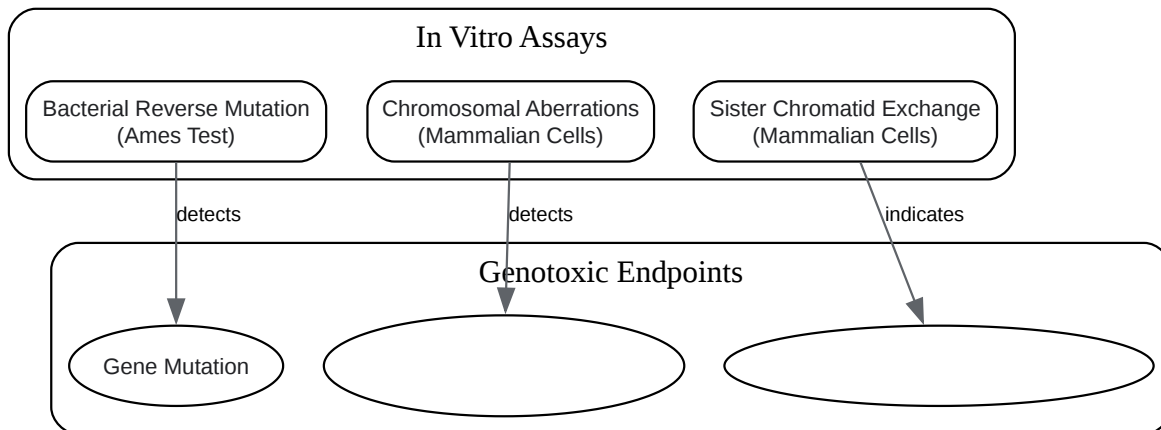 In Vitro Assays
Bacterial Reverse Mutation
(Ames Test)
Chromosomal Aberrations
(Mammalian Cells)
Sister Chromatid Exchange
(Mammalian Cells)
detects
detects
indicates
Genotoxic Endpoints
Gene Mutation